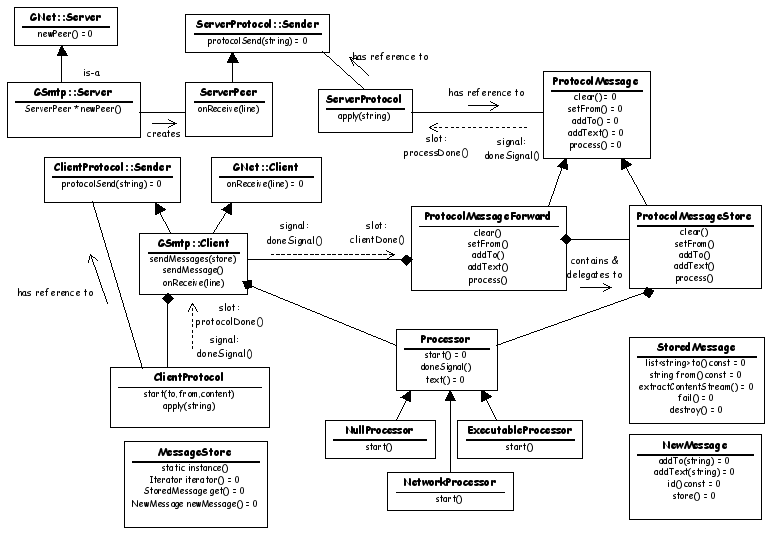 GNet::Server
newPeer() = 0
ServerProtocol::Sender
protocolSend(string) = 0
has reference to
is-a
GSmtp::Server
ServerPeer * newPeer()
creates
ServerPeer
onReceive(line)
ServerProtocol
apply(string)
has reference to
slot:
processDone()
signal:
doneSignal()
ProtocolMessage
clear() = 0
setFrom() = 0
addTo() = 0
addText() = 0
process() = 0
ClientProtocol::Sender
protocolSend(string) = 0
GNet::Client
onReceive(line) = 0
GSmtp::Client
sendMessages(store)
sendMessage()
onReceive(line)
signal:
doneSignal()
slot:
clientDone()
ProtocolMessageForward
clear()
setFrom()
addTo()
addText()
process()
contains &
delegates to
ProtocolMessageStore
clear()
setFrom()
addTo()
addText()
process()
has reference to
slot:
protocolDone()
signal:
doneSignal()
ClientProtocol
start(to,from,content)
apply(string)
Processor
start() = 0
doneSignal()
text() = 0
StoredMessage
list<string> to() const = 0
string from() const = 0
extractContentStream() = 0
fail() = 0
destroy() = 0
NullProcessor
start()
ExecutableProcessor
start()
NetworkProcessor
start()
MessageStore
static instance()
Iterator iterator() = 0
StoredMessage get() = 0
NewMessage newMessage() = 0
NewMessage
addTo(string) = 0
addText(string) = 0
id() const = 0
store() = 0